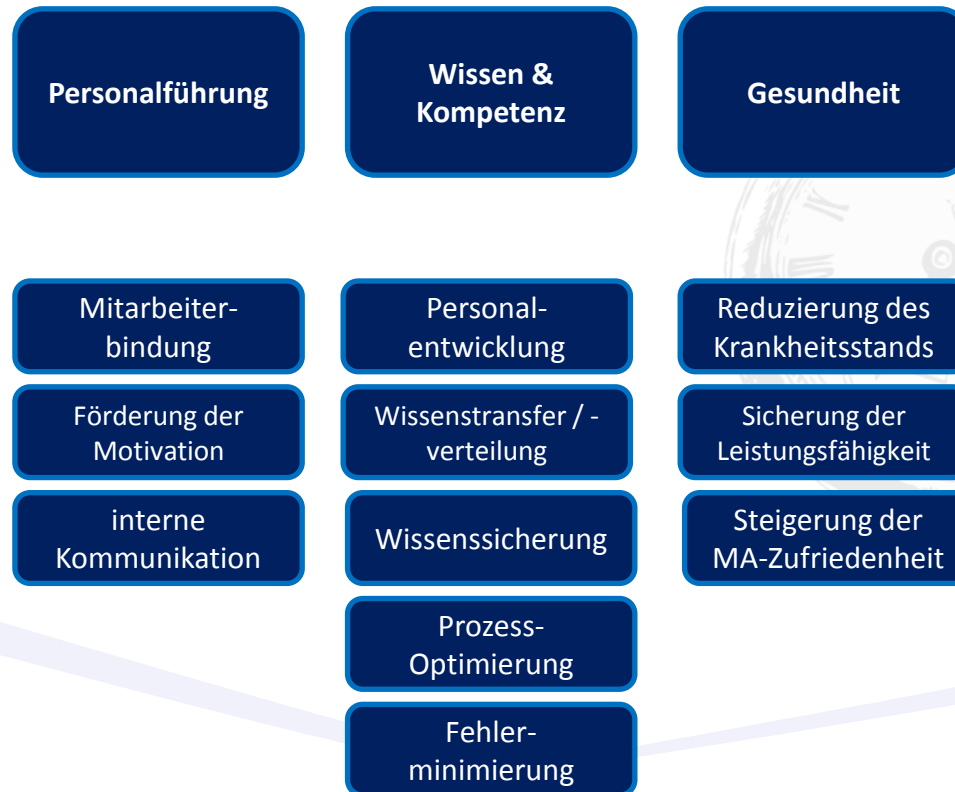 Personalführung
Wissen &
Kompetenz
Gesundheit
Mitarbeiter-
bindung
Förderung der
Motivation
interne
Kommunikation
Personal-
entwicklung
Wissenstransfer / -
verteilung
Wissenssicherung
Prozess-
Optimierung
Fehler-
minimierung
Reduzierung des
Krankheitsstands
Sicherung der
Leistungsfähigkeit
Steigerung der
MA-Zufriedenheit